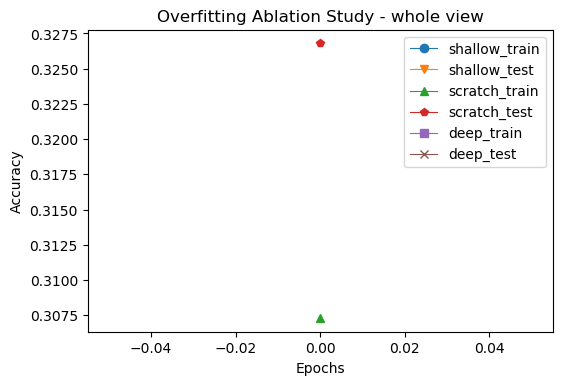 Overfitting Ablation Study - whole view
0.3275
0.3250
0.3225
0.3200
0.3175
0.3150
0.3125
0.3100
0.3075
Accuracy
shallow_train
shallow_test
scratch_train
scratch_test
deep_train
deep_test
−0.04
−0.02
0.00
0.02
0.04
Epochs